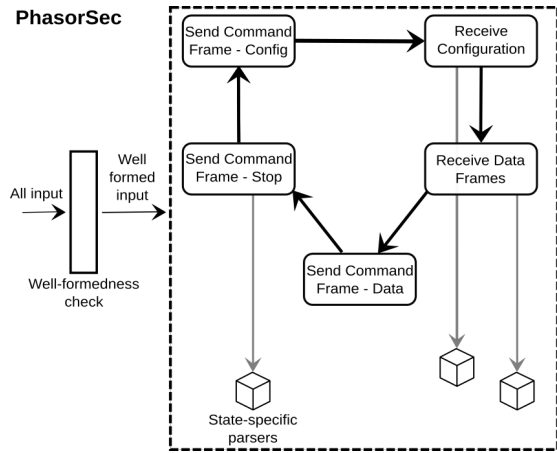 PhasorSec
Send Command
Frame - Config
Receive
Configuration
All input
Well
formed
input
Send Command
Frame - Stop
Receive Data
Frames
Well-formedness
check
Send Command
Frame - Data
State-specific
parsers